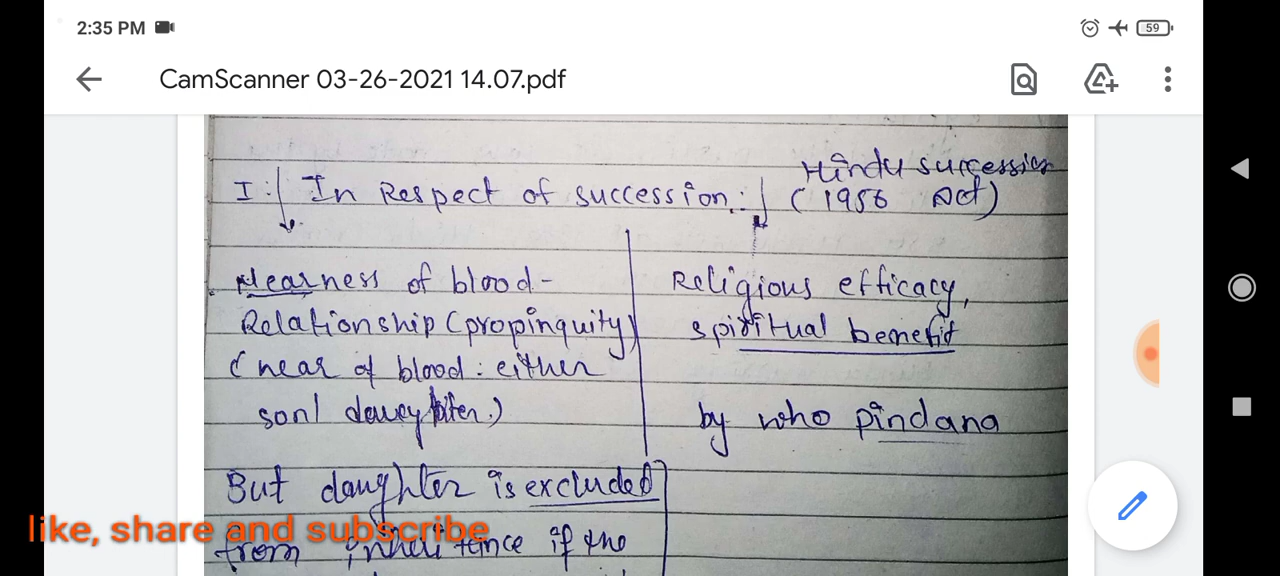 2:35 PM
59
CamScanner 03-26-2021 14.07.pdf
Hindu succession
I : In Respect of succession : (1956 Act)
Nearness of blood -
Relationship (propinquity)
(near of blood : either
son/ daughter)
Religious efficacy,
spiritual benefit
by who pindana
But daughter is excluded
from inheritence if the
like, share and subscribe